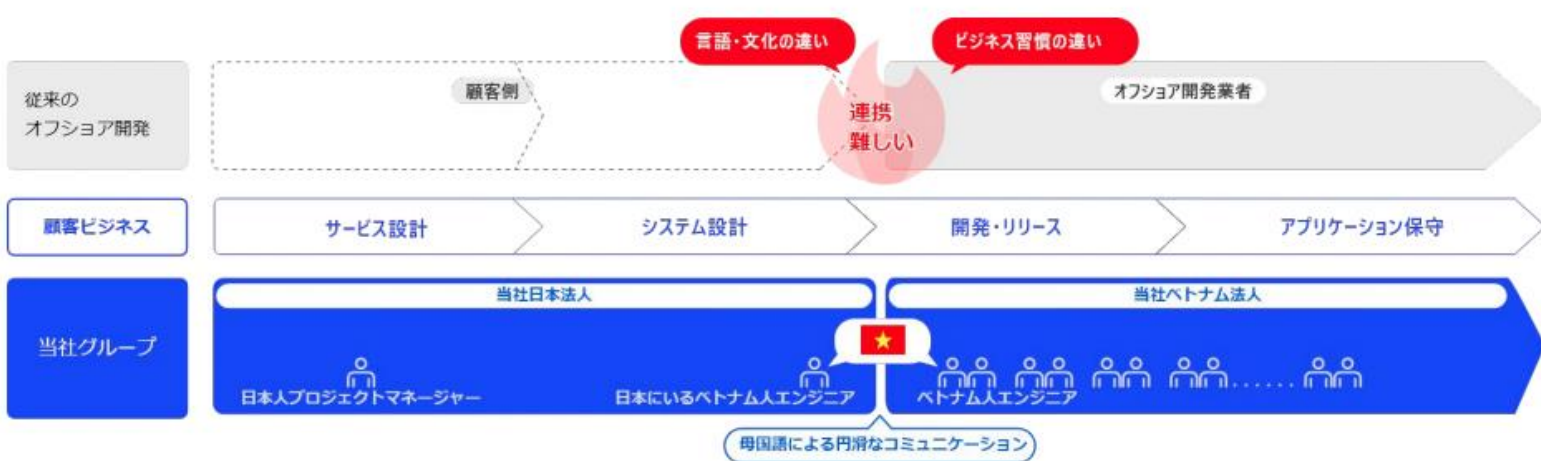 言語・文化の違い
ビジネス習慣の違い
従来の
オフショア開発
顧客側
連携
難しい
オフショア開発業者
顧客ビジネス
サービス設計
システム設計
開発・リリース
アプリケーション保守
当社グループ
当社日本法人
当社ベトナム法人
日本人プロジェクトマネージャー
日本にいるベトナム人エンジニア
ベトナム人エンジニア
......
母国語による円滑なコミュニケーション